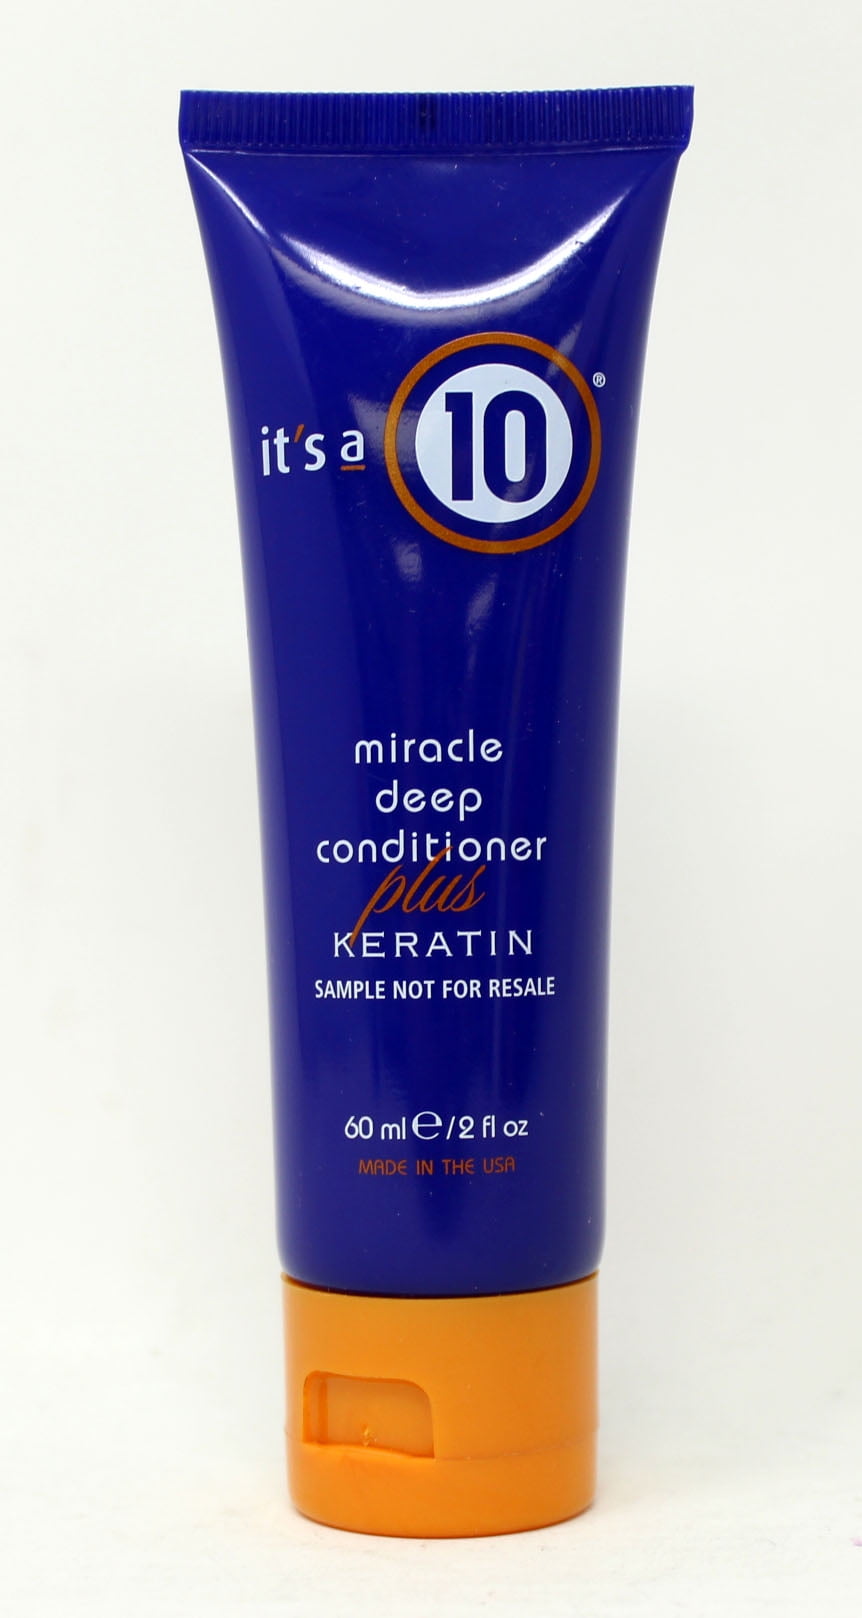 it's a 10®
miracle
deep
conditioner
plus
KERATIN
SAMPLE NOT FOR RESALE
60 ml ℮/2 fl oz
MADE IN THE USA